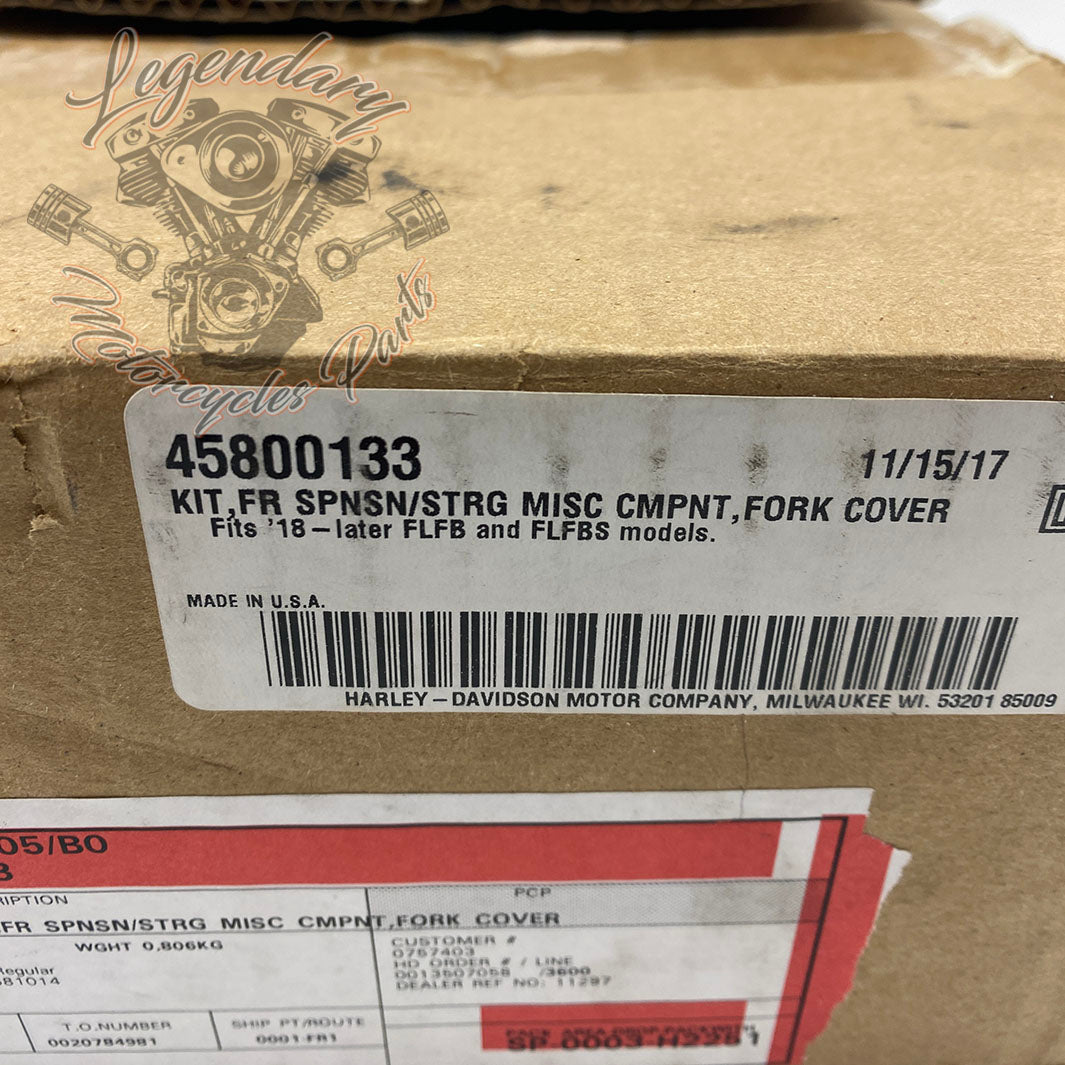 Legendary
Motorcycles Parts
45800133
11/15/17
KIT,FR SPNSN/STRG MISC CMPNT,FORK COVER
Fits '18-later FLFB and FLFBS models.
MADE IN U.S.A.
HARLEY-DAVIDSON MOTOR COMPANY, MILWAUKEE WI. 53201 85009
05/B0
PCP
FR SPNSN/STRG MISC CMPNT,FORK COVER
WGHT 0,806KG
CUSTOMER #
0757403
HD ORDER # / LINE
0013507058 /3600
DEALER REF NO: 11297
T.O.NUMBER
0020784981
SHIP PT/ROUTE
0001-FR1
SP-0003-H2251